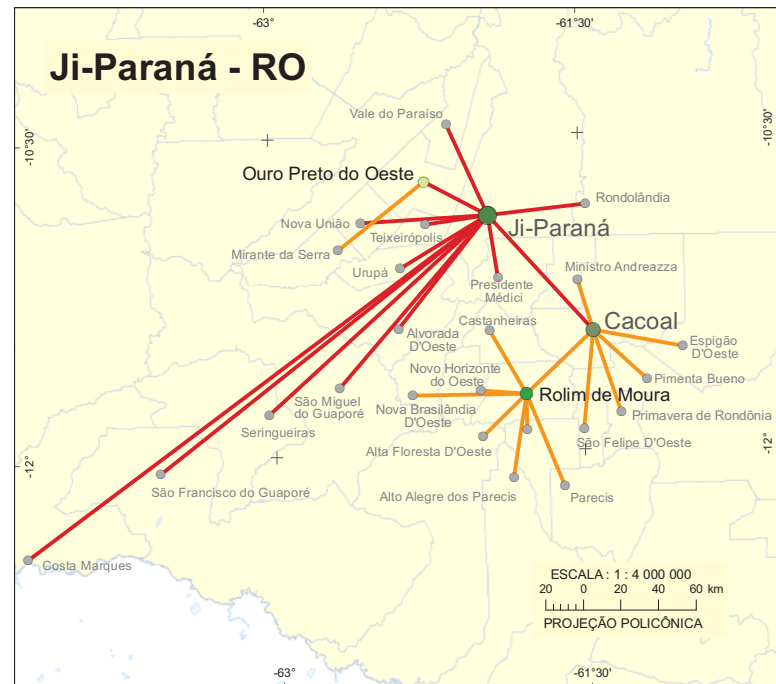 -63°
-61°30'
Ji-Paraná - RO
Vale do Paraíso
-10°30'
-10°30'
Ouro Preto do Oeste
Rondolândia
Nova União
Teixeirópolis
Ji-Paraná
Mirante da Serra
Urupá
Ministro Andreazza
Presidente
Médici
Castanheiras
Cacoal
Alvorada
D'Oeste
Espigão
D'Oeste
Novo Horizonte
do Oeste
Pimenta Bueno
São Miguel
do Guaporé
Rolim de Moura
Nova Brasilândia
D'Oeste
Primavera de Rondônia
Seringueiras
São Felipe D'Oeste
-12°
-12°
Alta Floresta D'Oeste
São Francisco do Guaporé
Alto Alegre dos Parecis
Parecis
Costa Marques
ESCALA : 1 : 4 000 000
20 0 20 40 60 km
PROJEÇÃO POLICÔNICA
-63°
-61°30'